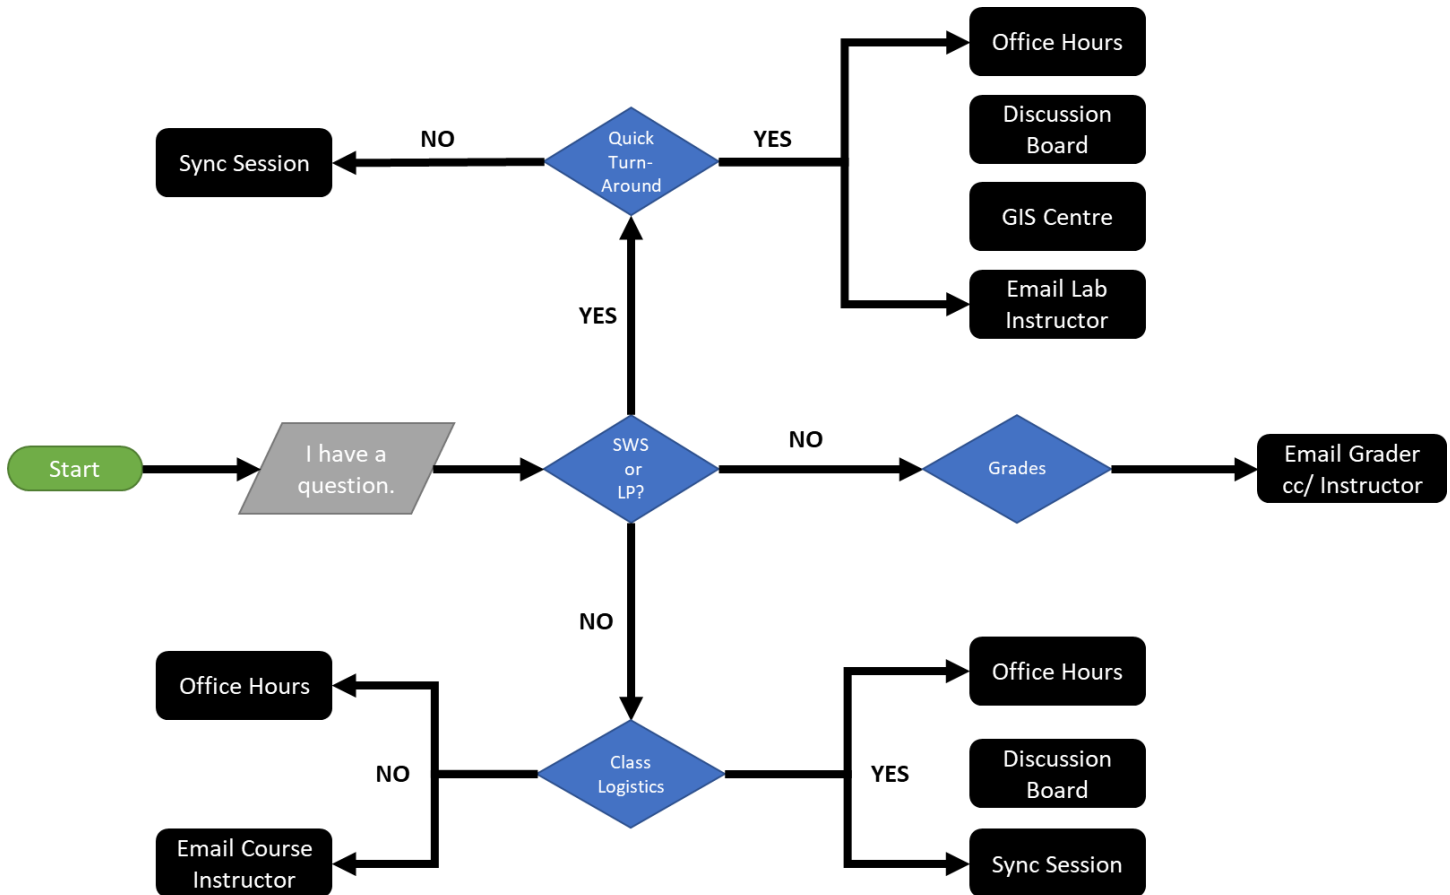 Office Hours
Discussion
Board
GIS Centre
Email Lab
Instructor
Sync Session
NO
Quick
Turn-
Around
YES
YES
Start
I have a
question.
SWS
or
LP?
NO
Grades
Email Grader
cc/ Instructor
NO
Office Hours
NO
Email Course
Instructor
Class
Logistics
YES
Office Hours
Discussion
Board
Sync Session